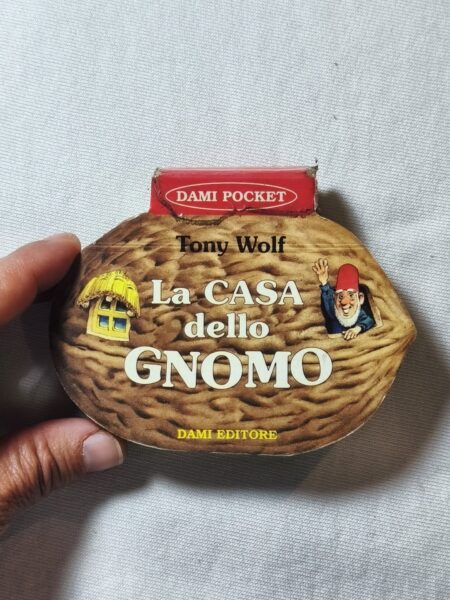 DAMI POCKET
Tony Wolf
La CASA
dello
GNOMO
DAMI EDITORE